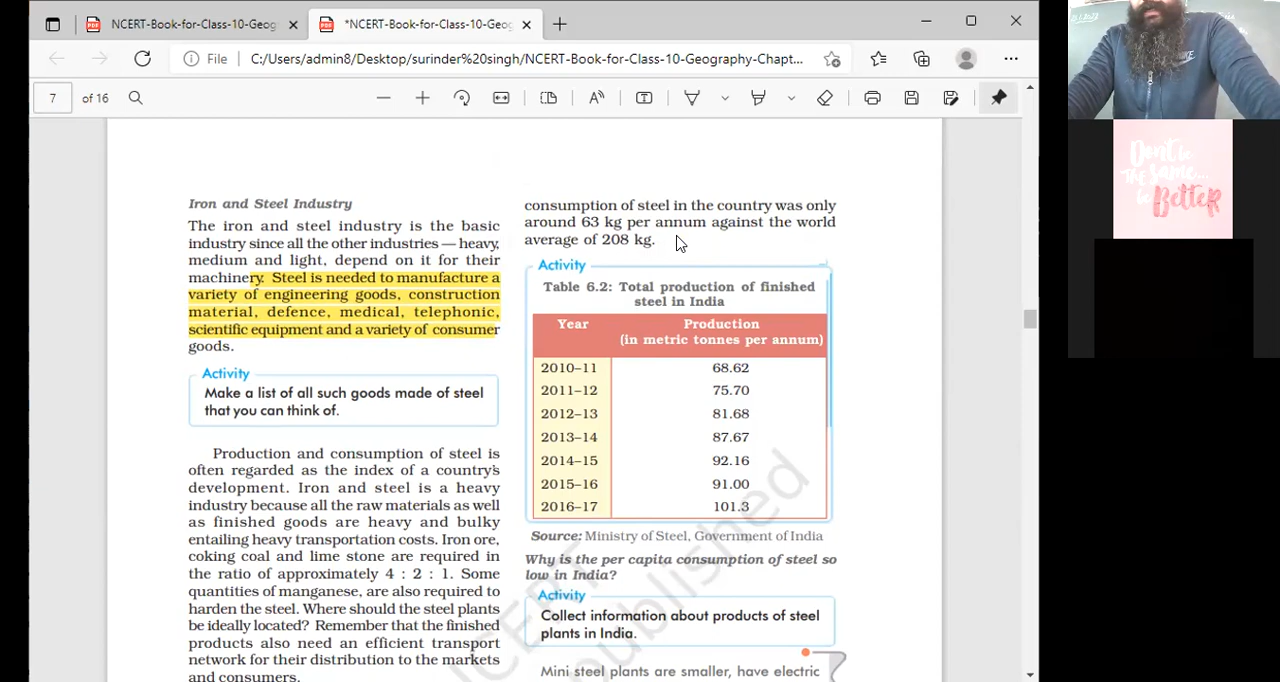 NCERT-Book-for-Class-10-Geog
*NCERT-Book-for-Class-10-Geog
File
C:/Users/admin8/Desktop/surinder%20singh/NCERT-Book-for-Class-10-Geography-Chapt...
7 of 16
Iron and Steel Industry
The iron and steel industry is the basic
industry since all the other industries — heavy,
medium and light, depend on it for their
machinery. Steel is needed to manufacture a
variety of engineering goods, construction
material, defence, medical, telephonic,
scientific equipment and a variety of consumer
goods.
Activity
Make a list of all such goods made of steel
that you can think of.
Production and consumption of steel is
often regarded as the index of a country's
development. Iron and steel is a heavy
industry because all the raw materials as well
as finished goods are heavy and bulky
entailing heavy transportation costs. Iron ore,
coking coal and lime stone are required in
the ratio of approximately 4 : 2 : 1. Some
quantities of manganese, are also required to
harden the steel. Where should the steel plants
be ideally located? Remember that the finished
products also need an efficient transport
network for their distribution to the markets
and consumers.
consumption of steel in the country was only
around 63 kg per annum against the world
average of 208 kg.
Activity
Table 6.2: Total production of finished
steel in India
Year Production
(in metric tonnes per annum)
2010–11 68.62
2011–12 75.70
2012–13 81.68
2013–14 87.67
2014–15 92.16
2015–16 91.00
2016–17 101.3
Source: Ministry of Steel, Government of India
Why is the per capita consumption of steel so
low in India?
Activity
Collect information about products of steel
plants in India.
Mini steel plants are smaller, have electric
NCERT
published
Don't be
The Same...
be
BeTTeR
NIKE